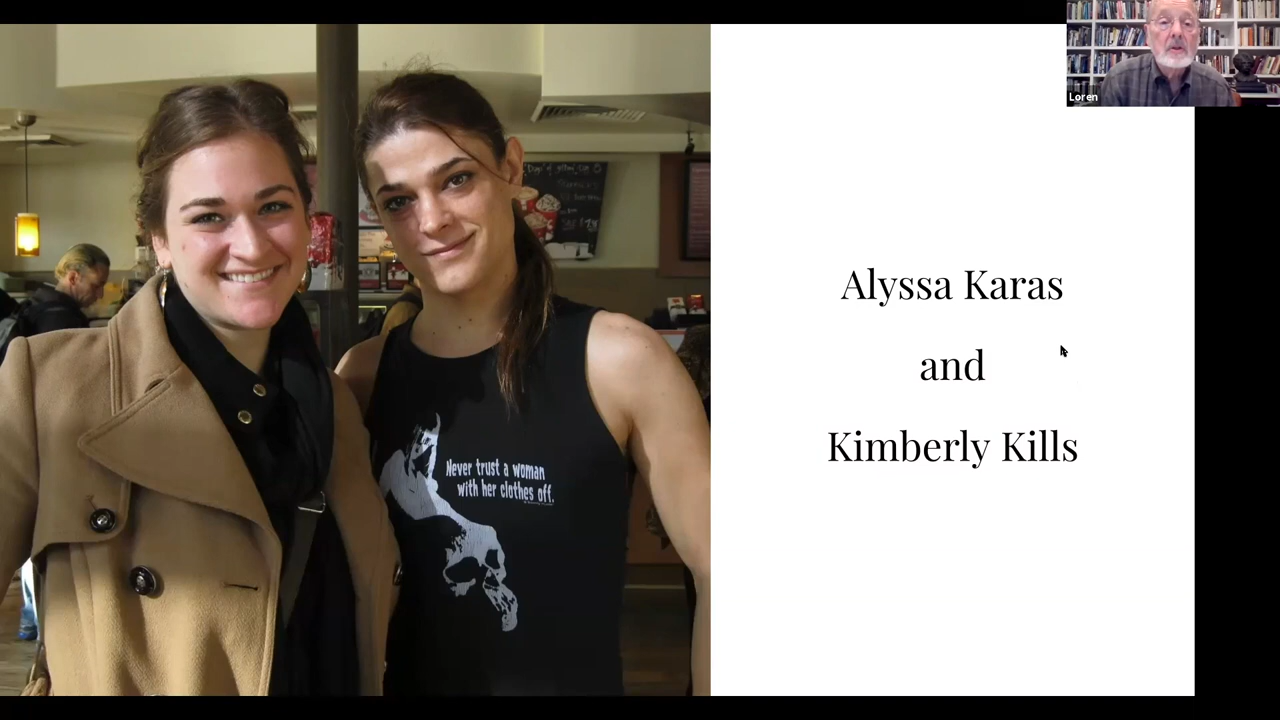 Loren
Alyssa Karas
and
Kimberly Kills
Never trust a woman
with her clothes off.